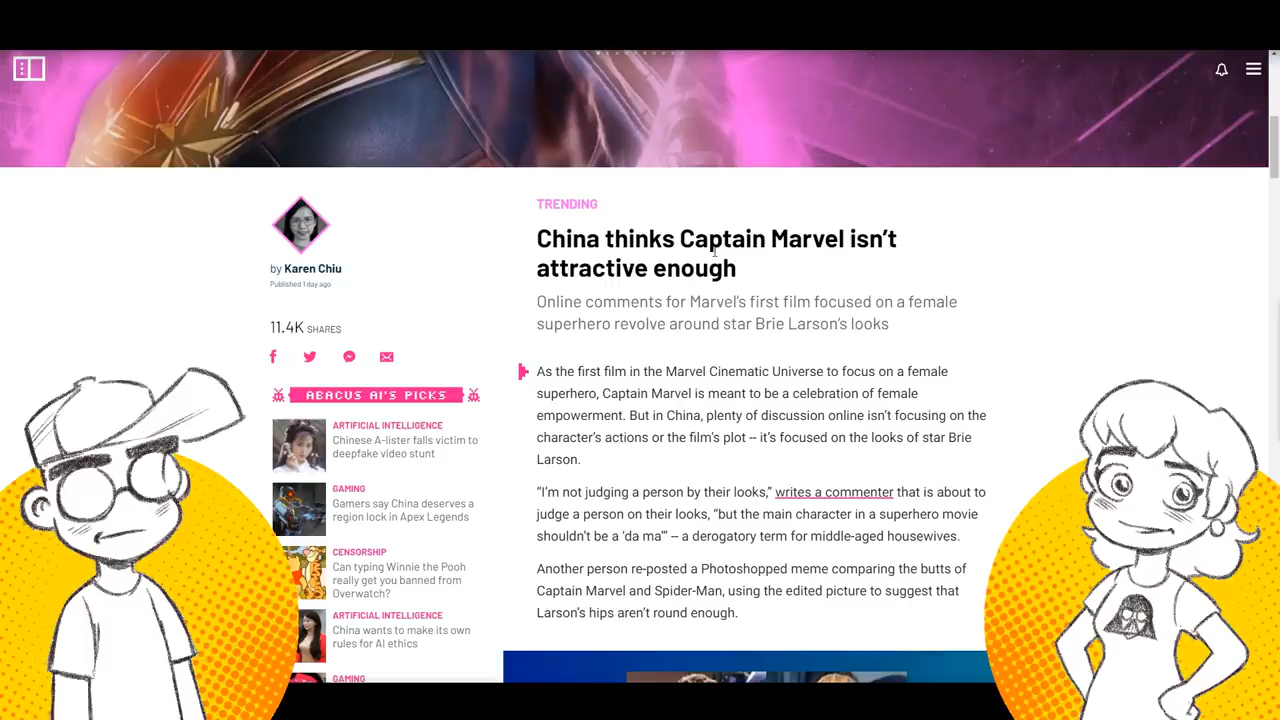 by Karen Chiu
Published 1 day ago
11.4K SHARES
ABACUS AI'S PICKS
ARTIFICIAL INTELLIGENCE
Chinese A-lister falls victim to
deepfake video stunt
GAMING
Gamers say China deserves a
region lock in Apex Legends
CENSORSHIP
Can typing Winnie the Pooh
really get you banned from
Overwatch?
ARTIFICIAL INTELLIGENCE
China wants to make its own
rules for AI ethics
GAMING
TRENDING
China thinks Captain Marvel isn't
attractive enough
Online comments for Marvel's first film focused on a female
superhero revolve around star Brie Larson's looks
As the first film in the Marvel Cinematic Universe to focus on a female
superhero, Captain Marvel is meant to be a celebration of female
empowerment. But in China, plenty of discussion online isn't focusing on the
character's actions or the film's plot -- it's focused on the looks of star Brie
Larson.
“I'm not judging a person by their looks,” writes a commenter that is about to
judge a person on their looks, “but the main character in a superhero movie
shouldn't be a 'da ma'” -- a derogatory term for middle-aged housewives.
Another person re-posted a Photoshopped meme comparing the butts of
Captain Marvel and Spider-Man, using the edited picture to suggest that
Larson's hips aren't round enough.